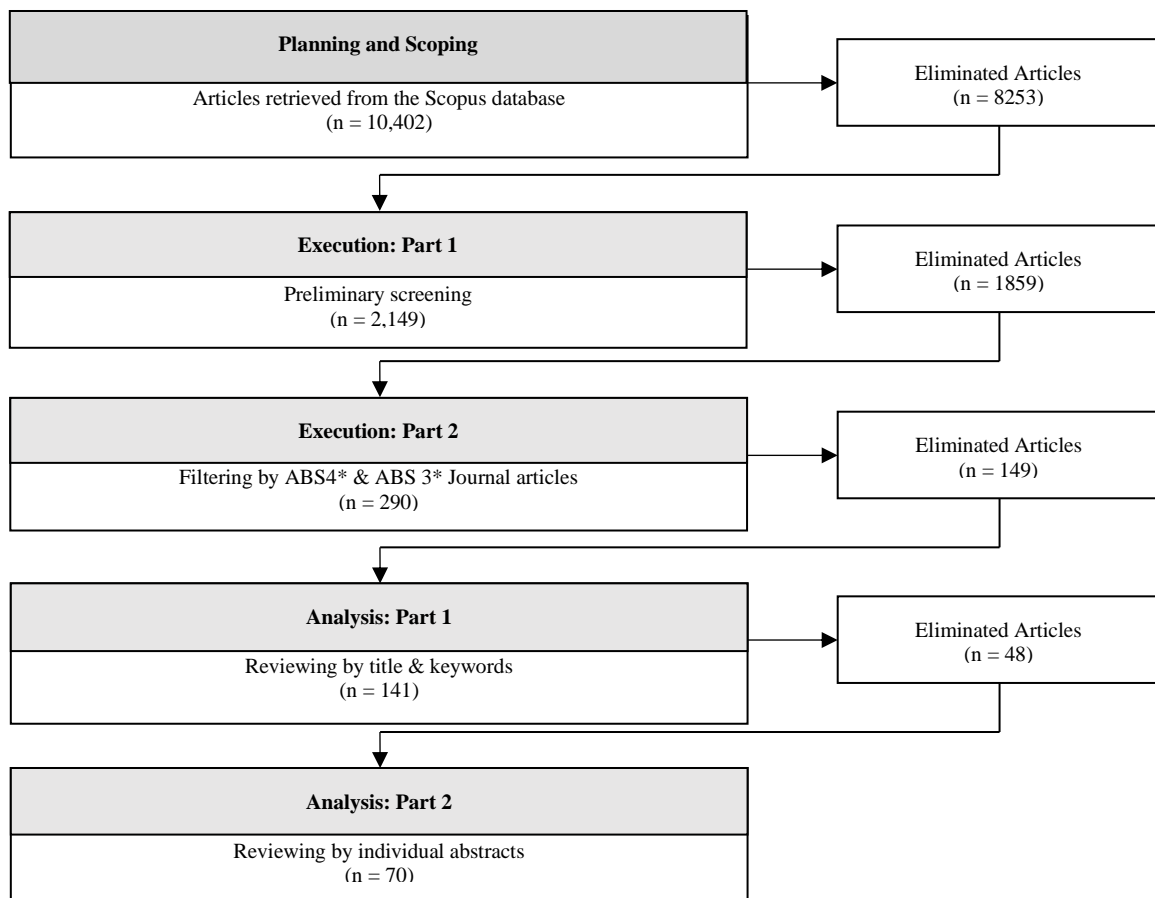 Planning and Scoping
Articles retrieved from the Scopus database
(n = 10,402)
Eliminated Articles
(n = 8253)
Execution: Part 1
Preliminary screening
(n = 2,149)
Eliminated Articles
(n = 1859)
Execution: Part 2
Filtering by ABS4* & ABS 3* Journal articles
(n = 290)
Eliminated Articles
(n = 149)
Analysis: Part 1
Reviewing by title & keywords
(n = 141)
Eliminated Articles
(n = 48)
Analysis: Part 2
Reviewing by individual abstracts
(n = 70)